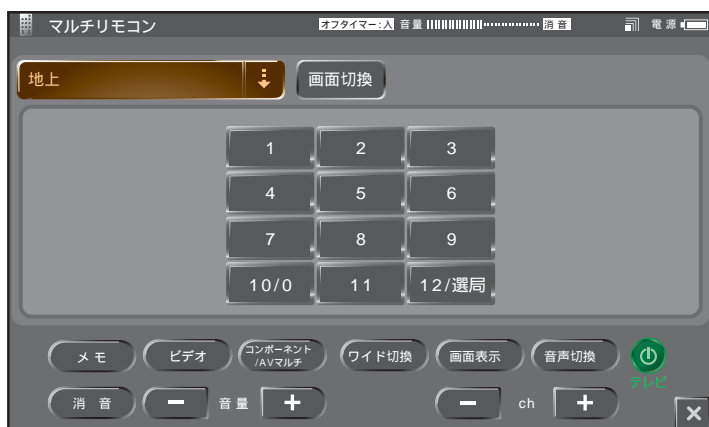 マルチリモコン オフタイマー:入 音量 消音 電源
地上 画面切換
1 2 3
4 5 6
7 8 9
10/0 11 12/選局
メモ ビデオ コンポーネント/AVマルチ ワイド切換 画面表示 音声切換
テレビ
消音 − 音量 + − ch +